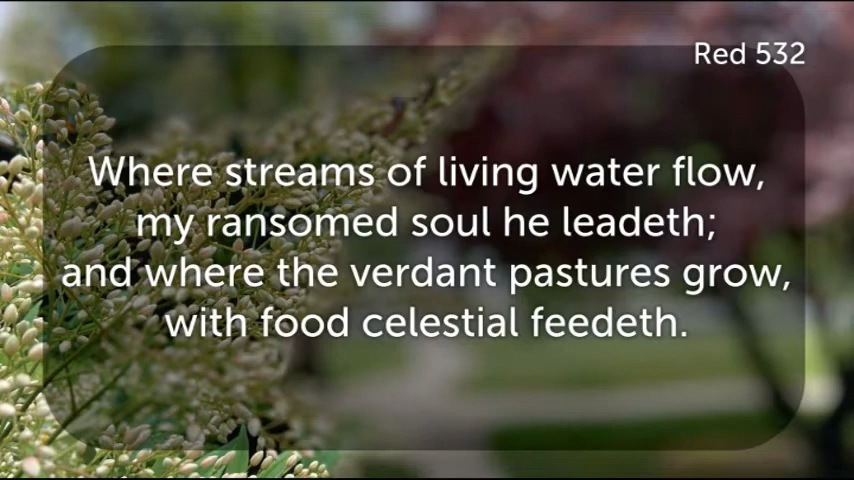 Red 532
Where streams of living water flow,
my ransomed soul he leadeth;
and where the verdant pastures grow,
with food celestial feedeth.